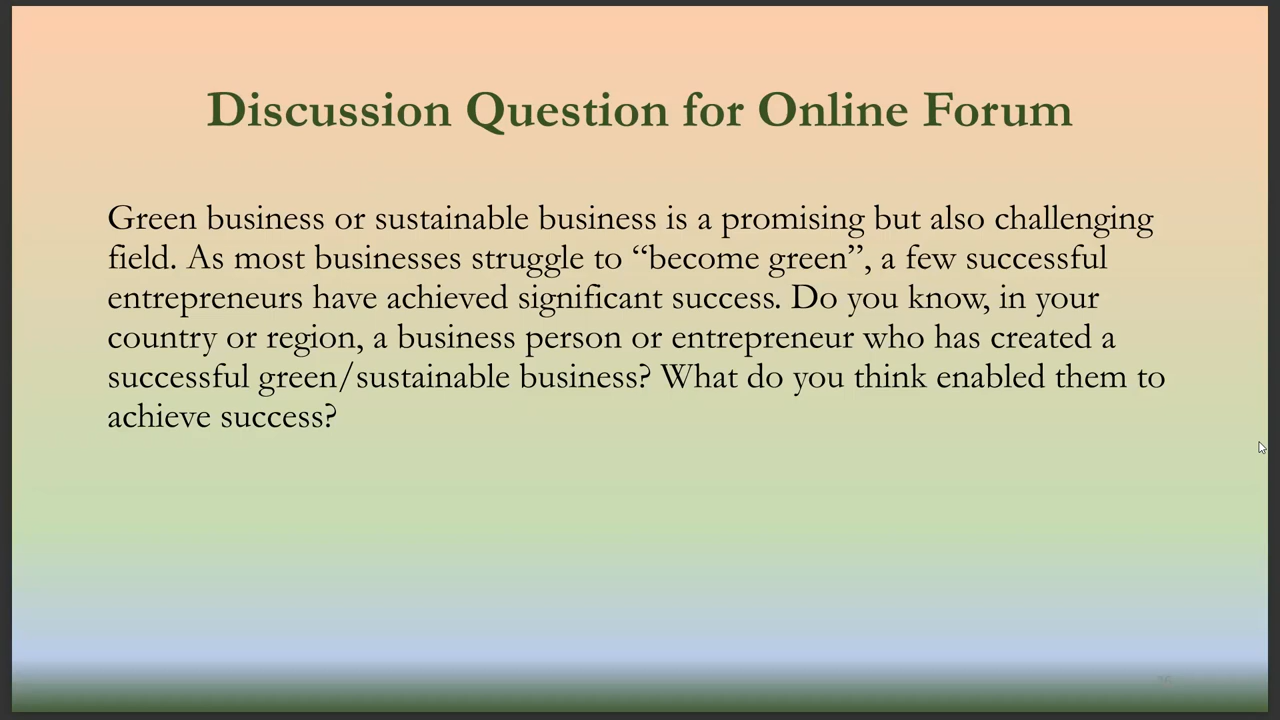 Discussion Question for Online Forum
Green business or sustainable business is a promising but also challenging
field. As most businesses struggle to “become green”, a few successful
entrepreneurs have achieved significant success. Do you know, in your
country or region, a business person or entrepreneur who has created a
successful green/sustainable business? What do you think enabled them to
achieve success?